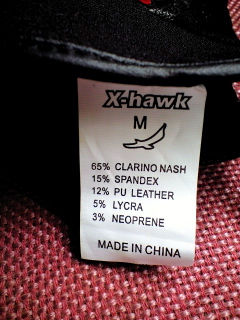 X-hawk
M
65% CLARINO NASH
15% SPANDEX
12% PU LEATHER
5% LYCRA
3% NEOPRENE
MADE IN CHINA